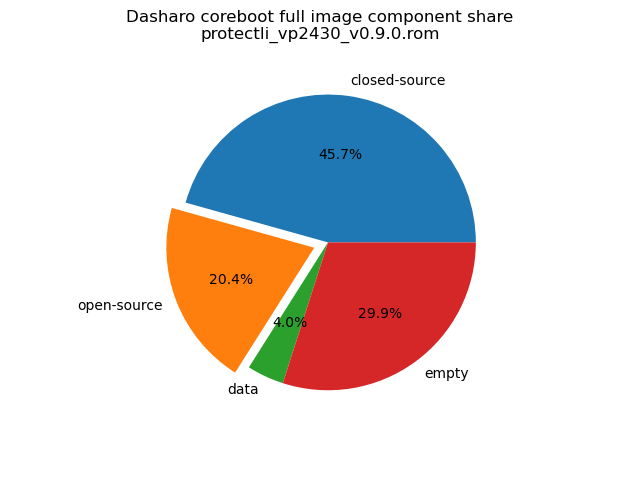 Dasharo coreboot full image component share
protectli_vp2430_v0.9.0.rom
closed-source
45.7%
20.4%
open-source
4.0%
data
29.9%
empty